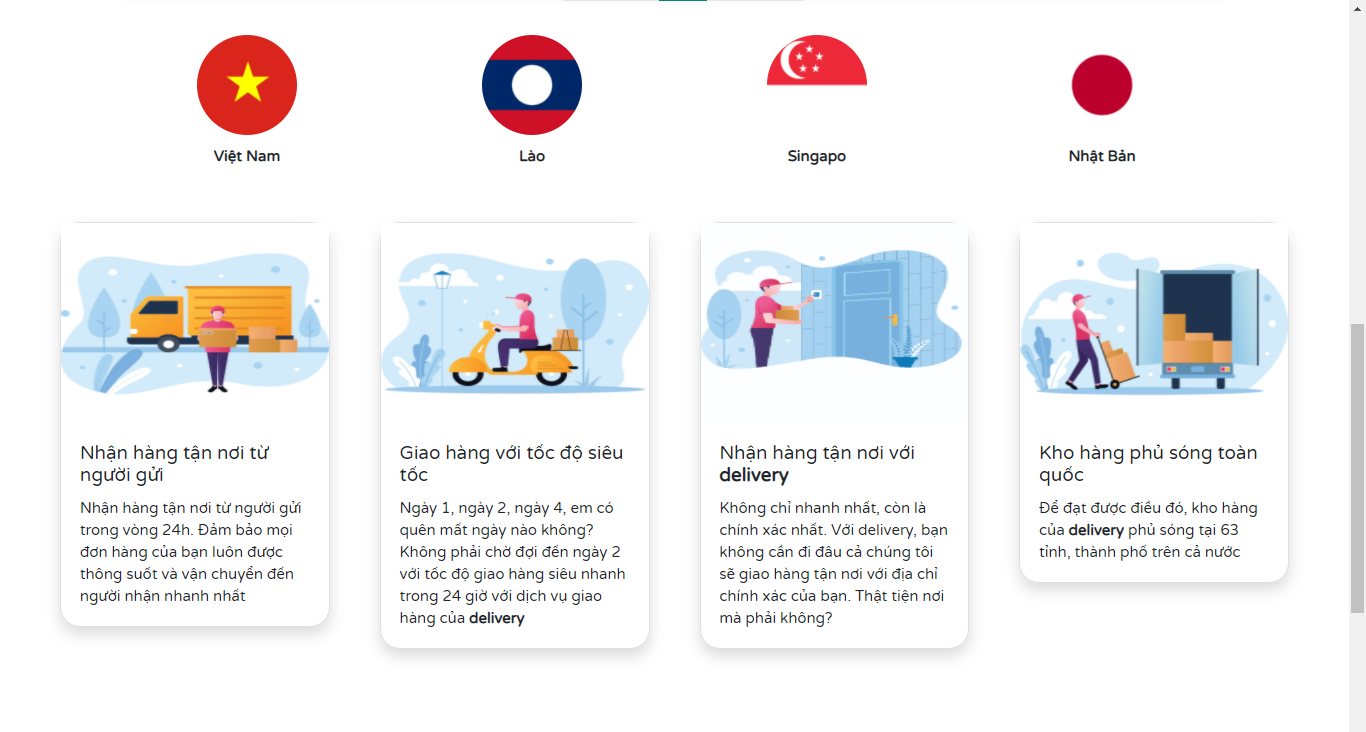 Việt Nam
Lào
Singapo
Nhật Bản
Nhận hàng tận nơi từ
người gửi
Nhận hàng tận nơi từ người gửi
trong vòng 24h. Đảm bảo mọi
đơn hàng của bạn luôn được
thông suốt và vận chuyển đến
người nhận nhanh nhất
Giao hàng với tốc độ siêu
tốc
Ngày 1, ngày 2, ngày 4, em có
quên mất ngày nào không?
Không phải chờ đợi đến ngày 2
với tốc độ giao hàng siêu nhanh
trong 24 giờ với dịch vụ giao
hàng của delivery
Nhận hàng tận nơi với
delivery
Không chỉ nhanh nhất, còn là
chính xác nhất. Với delivery, bạn
không cần đi đâu cả chúng tôi
sẽ giao hàng tận nơi với địa chỉ
chính xác của bạn. Thật tiện nơi
mà phải không?
Kho hàng phủ sóng toàn
quốc
Để đạt được điều đó, kho hàng
của delivery phủ sóng tại 63
tỉnh, thành phố trên cả nước